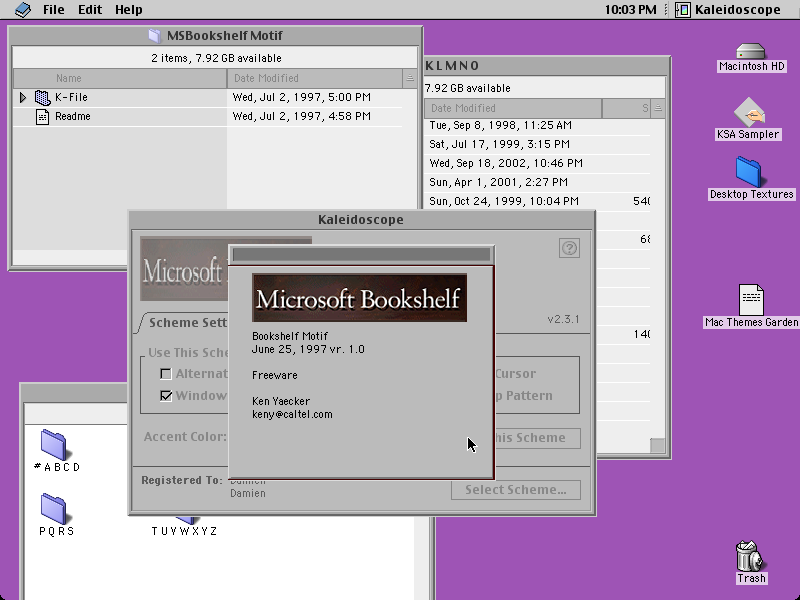 File Edit Help
10:03 PM
Kaleidoscope
MSBookshelf Motif
2 items, 7.92 GB available
Name
Date Modified
K-File
Wed, Jul 2, 1997, 5:00 PM
Readme
Wed, Jul 2, 1997, 4:58 PM
K L M N O
7.92 GB available
Date Modified
S
Tue, Sep 8, 1998, 11:25 AM
Sat, Jul 17, 1999, 3:15 PM
Wed, Sep 18, 2002, 10:46 PM
Sun, Apr 1, 2001, 2:27 PM
Sun, Oct 24, 1999, 10:04 PM
540
68
140
Macintosh HD
KSA Sampler
Desktop Textures
Mac Themes Garden
Trash
Kaleidoscope
Microsoft
v2.3.1
Scheme Sett
Use This Sche
Alternat
Cursor
Window
p Pattern
Accent Color:
his Scheme
Registered To:
Damien
Damien
Select Scheme...
Microsoft Bookshelf
Bookshelf Motif
June 25, 1997 vr. 1.0
Freeware
Ken Yaecker
keny@caltel.com
# A B C D
P Q R S
T U V W X Y Z